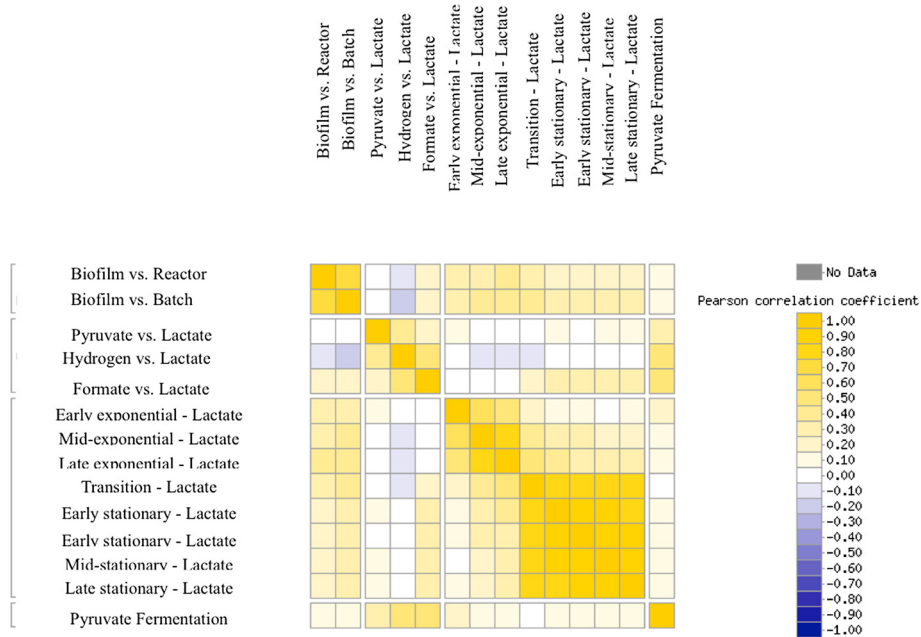 Biofilm vs. Reactor
Biofilm vs. Batch
Pyruvate vs. Lactate
Hydrogen vs. Lactate
Formate vs. Lactate
Early exponential - Lactate
Mid-exponential - Lactate
Late exponential - Lactate
Transition - Lactate
Early stationary - Lactate
Early stationary - Lactate
Mid-stationary - Lactate
Late stationary - Lactate
Pyruvate Fermentation
Biofilm vs. Reactor
Biofilm vs. Batch
Pyruvate vs. Lactate
Hydrogen vs. Lactate
Formate vs. Lactate
Early exponential - Lactate
Mid-exponential - Lactate
Late exponential - Lactate
Transition - Lactate
Early stationary - Lactate
Early stationary - Lactate
Mid-stationary - Lactate
Late stationary - Lactate
Pyruvate Fermentation
No Data
Pearson correlation coefficient
1.00
0.90
0.80
0.70
0.60
0.50
0.40
0.30
0.20
0.10
0.00
-0.10
-0.20
-0.30
-0.40
-0.50
-0.60
-0.70
-0.80
-0.90
-1.00